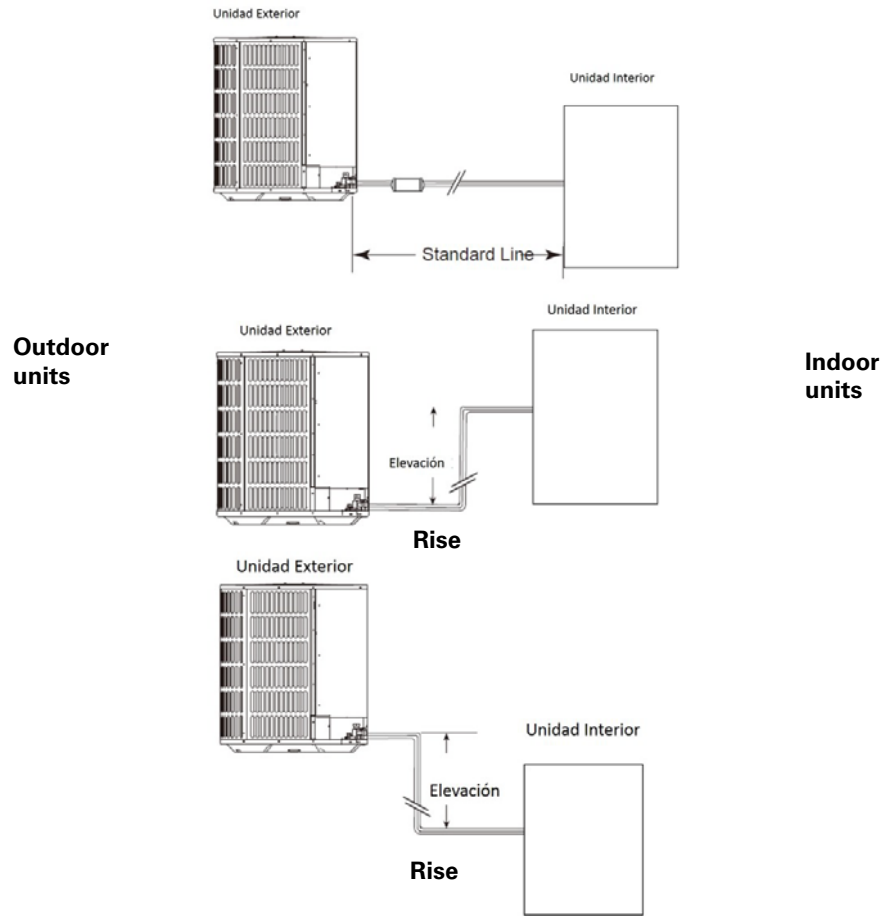 Unidad Exterior
Unidad Interior
Standard Line
Unidad Interior
Unidad Exterior
Outdoor
units
Indoor
units
Elevación
Rise
Unidad Exterior
Unidad Interior
Elevación
Rise